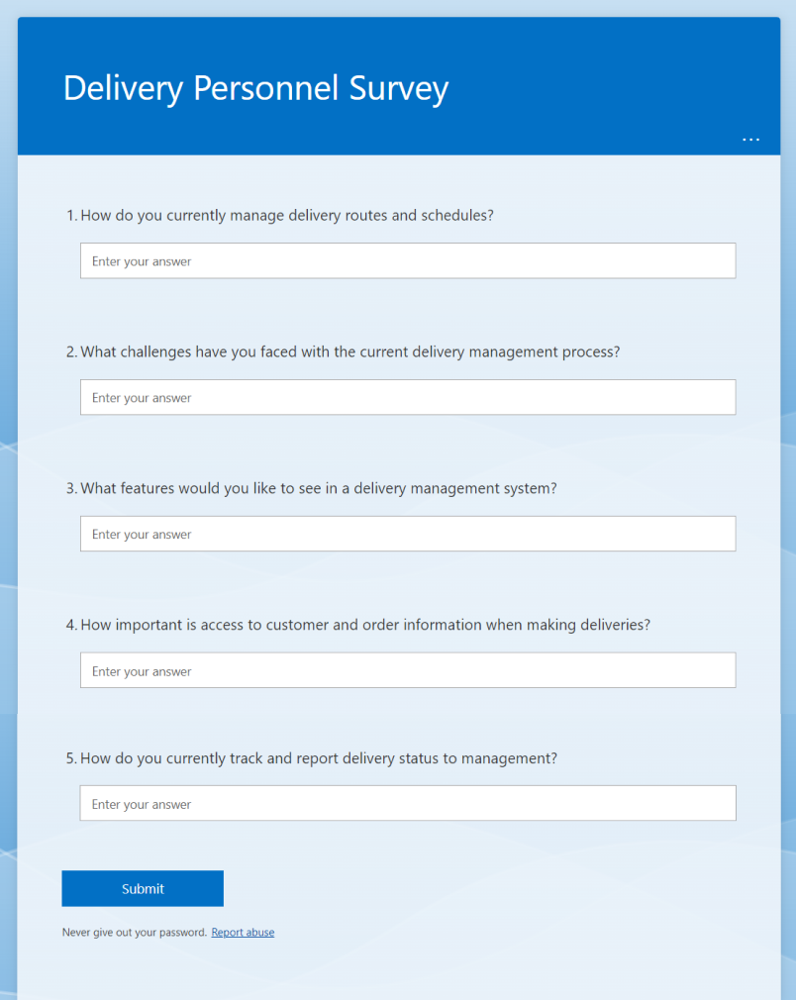 Delivery Personnel Survey
...
1. How do you currently manage delivery routes and schedules?
Enter your answer
2. What challenges have you faced with the current delivery management process?
Enter your answer
3. What features would you like to see in a delivery management system?
Enter your answer
4. How important is access to customer and order information when making deliveries?
Enter your answer
5. How do you currently track and report delivery status to management?
Enter your answer
Submit
Never give out your password. Report abuse